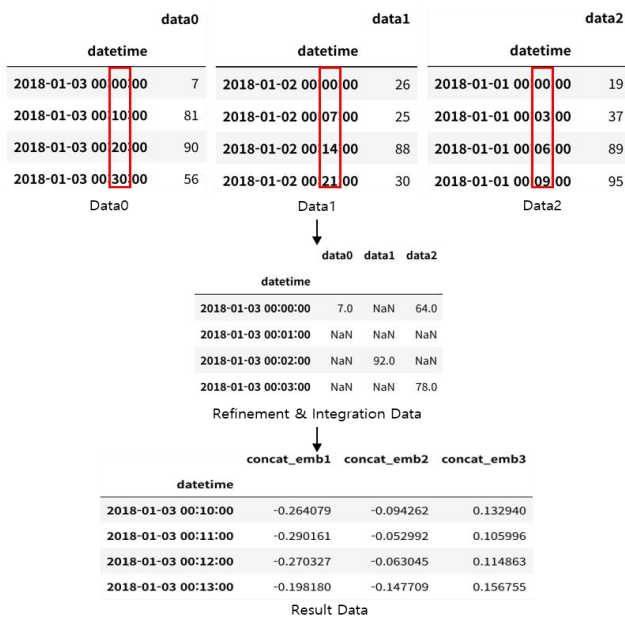 data0
datetime
2018-01-03 00:00:00 7
2018-01-03 00:10:00 81
2018-01-03 00:20:00 90
2018-01-03 00:30:00 56
Data0
data1
datetime
2018-01-02 00:00:00 26
2018-01-02 00:07:00 25
2018-01-02 00:14:00 88
2018-01-02 00:21:00 30
Data1
data2
datetime
2018-01-01 00:00:00 19
2018-01-01 00:03:00 37
2018-01-01 00:06:00 89
2018-01-01 00:09:00 95
Data2
data0 data1 data2
datetime
2018-01-03 00:00:00 7.0 NaN 64.0
2018-01-03 00:01:00 NaN NaN NaN
2018-01-03 00:02:00 NaN 92.0 NaN
2018-01-03 00:03:00 NaN NaN 78.0
Refinement & Integration Data
concat_emb1 concat_emb2 concat_emb3
datetime
2018-01-03 00:10:00 -0.264079 -0.094262 0.132940
2018-01-03 00:11:00 -0.290161 -0.052992 0.105996
2018-01-03 00:12:00 -0.270327 -0.063045 0.114863
2018-01-03 00:13:00 -0.198180 -0.147709 0.156755
Result Data